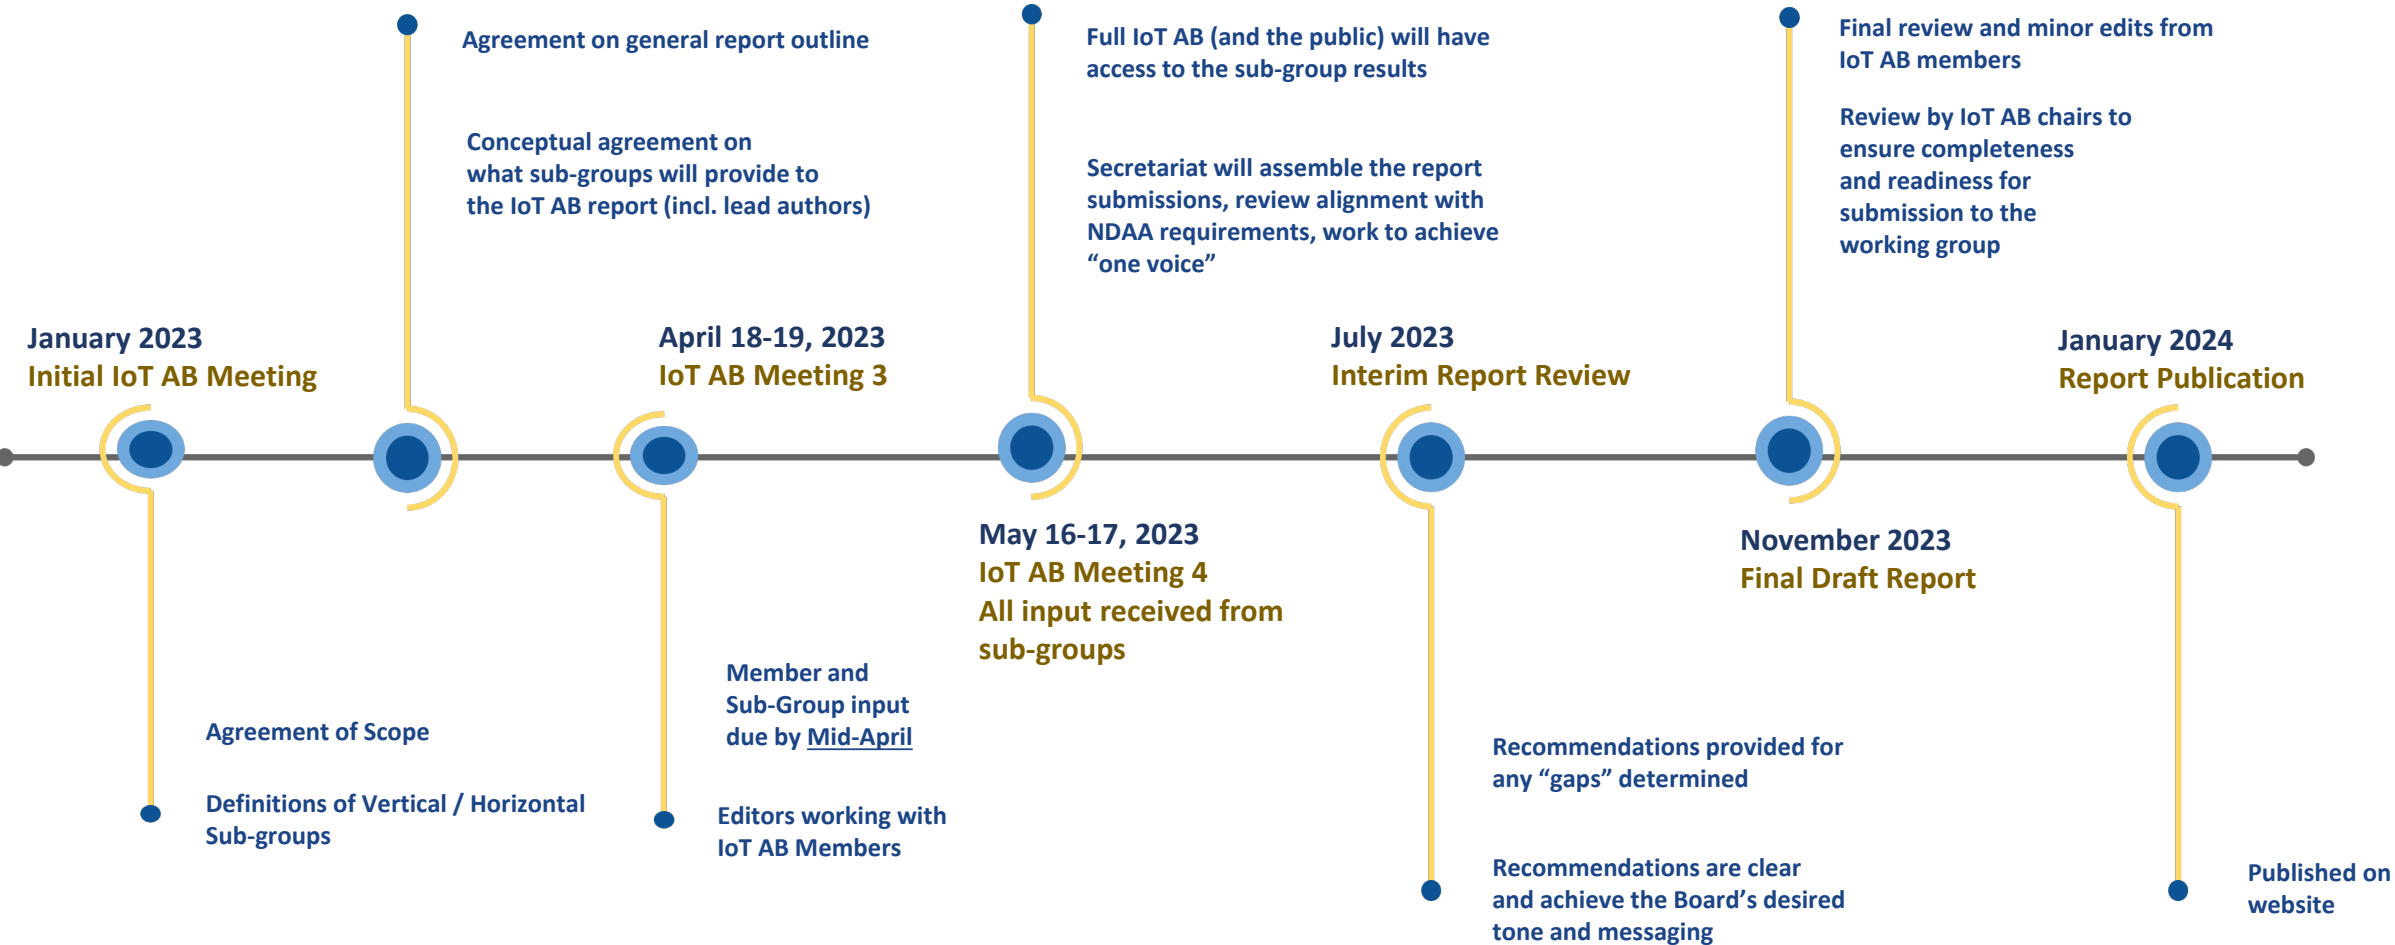 Agreement on general report outline
Conceptual agreement on
what sub-groups will provide to
the IoT AB report (incl. lead authors)
Full IoT AB (and the public) will have
access to the sub-group results
Secretariat will assemble the report
submissions, review alignment with
NDAA requirements, work to achieve
“one voice”
Final review and minor edits from
IoT AB members
Review by IoT AB chairs to
ensure completeness
and readiness for
submission to the
working group
January 2023
Initial IoT AB Meeting
April 18-19, 2023
IoT AB Meeting 3
July 2023
Interim Report Review
January 2024
Report Publication
May 16-17, 2023
IoT AB Meeting 4
All input received from
sub-groups
November 2023
Final Draft Report
Agreement of Scope
Definitions of Vertical / Horizontal
Sub-groups
Member and
Sub-Group input
due by Mid-April
Editors working with
IoT AB Members
Recommendations provided for
any “gaps” determined
Recommendations are clear
and achieve the Board’s desired
tone and messaging
Published on
website